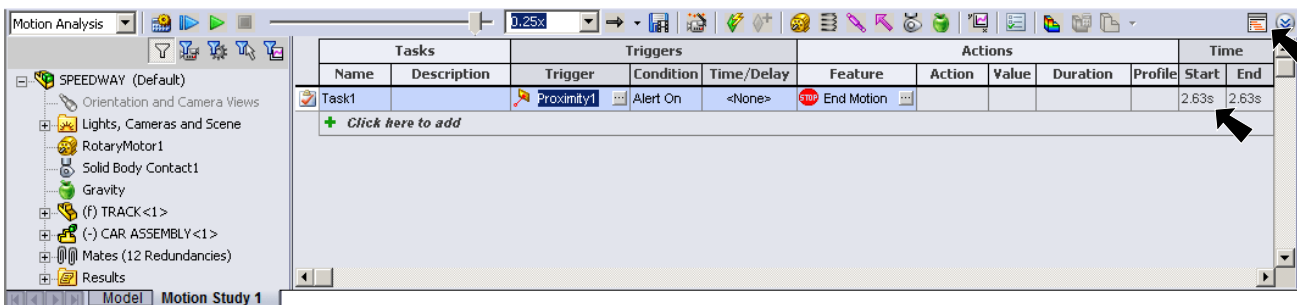 Motion Analysis 0.25x
Tasks Triggers Actions Time
Name Description Trigger Condition Time/Delay Feature Action Value Duration Profile Start End
Task1 Proximity1 ... Alert On <None> STOP End Motion ... 2.63s 2.63s
Click here to add
SPEEDWAY (Default)
Orientation and Camera Views
Lights, Cameras and Scene
RotaryMotor1
Solid Body Contact1
Gravity
(f) TRACK<1>
(-) CAR ASSEMBLY<1>
Mates (12 Redundancies)
Results
Model Motion Study 1